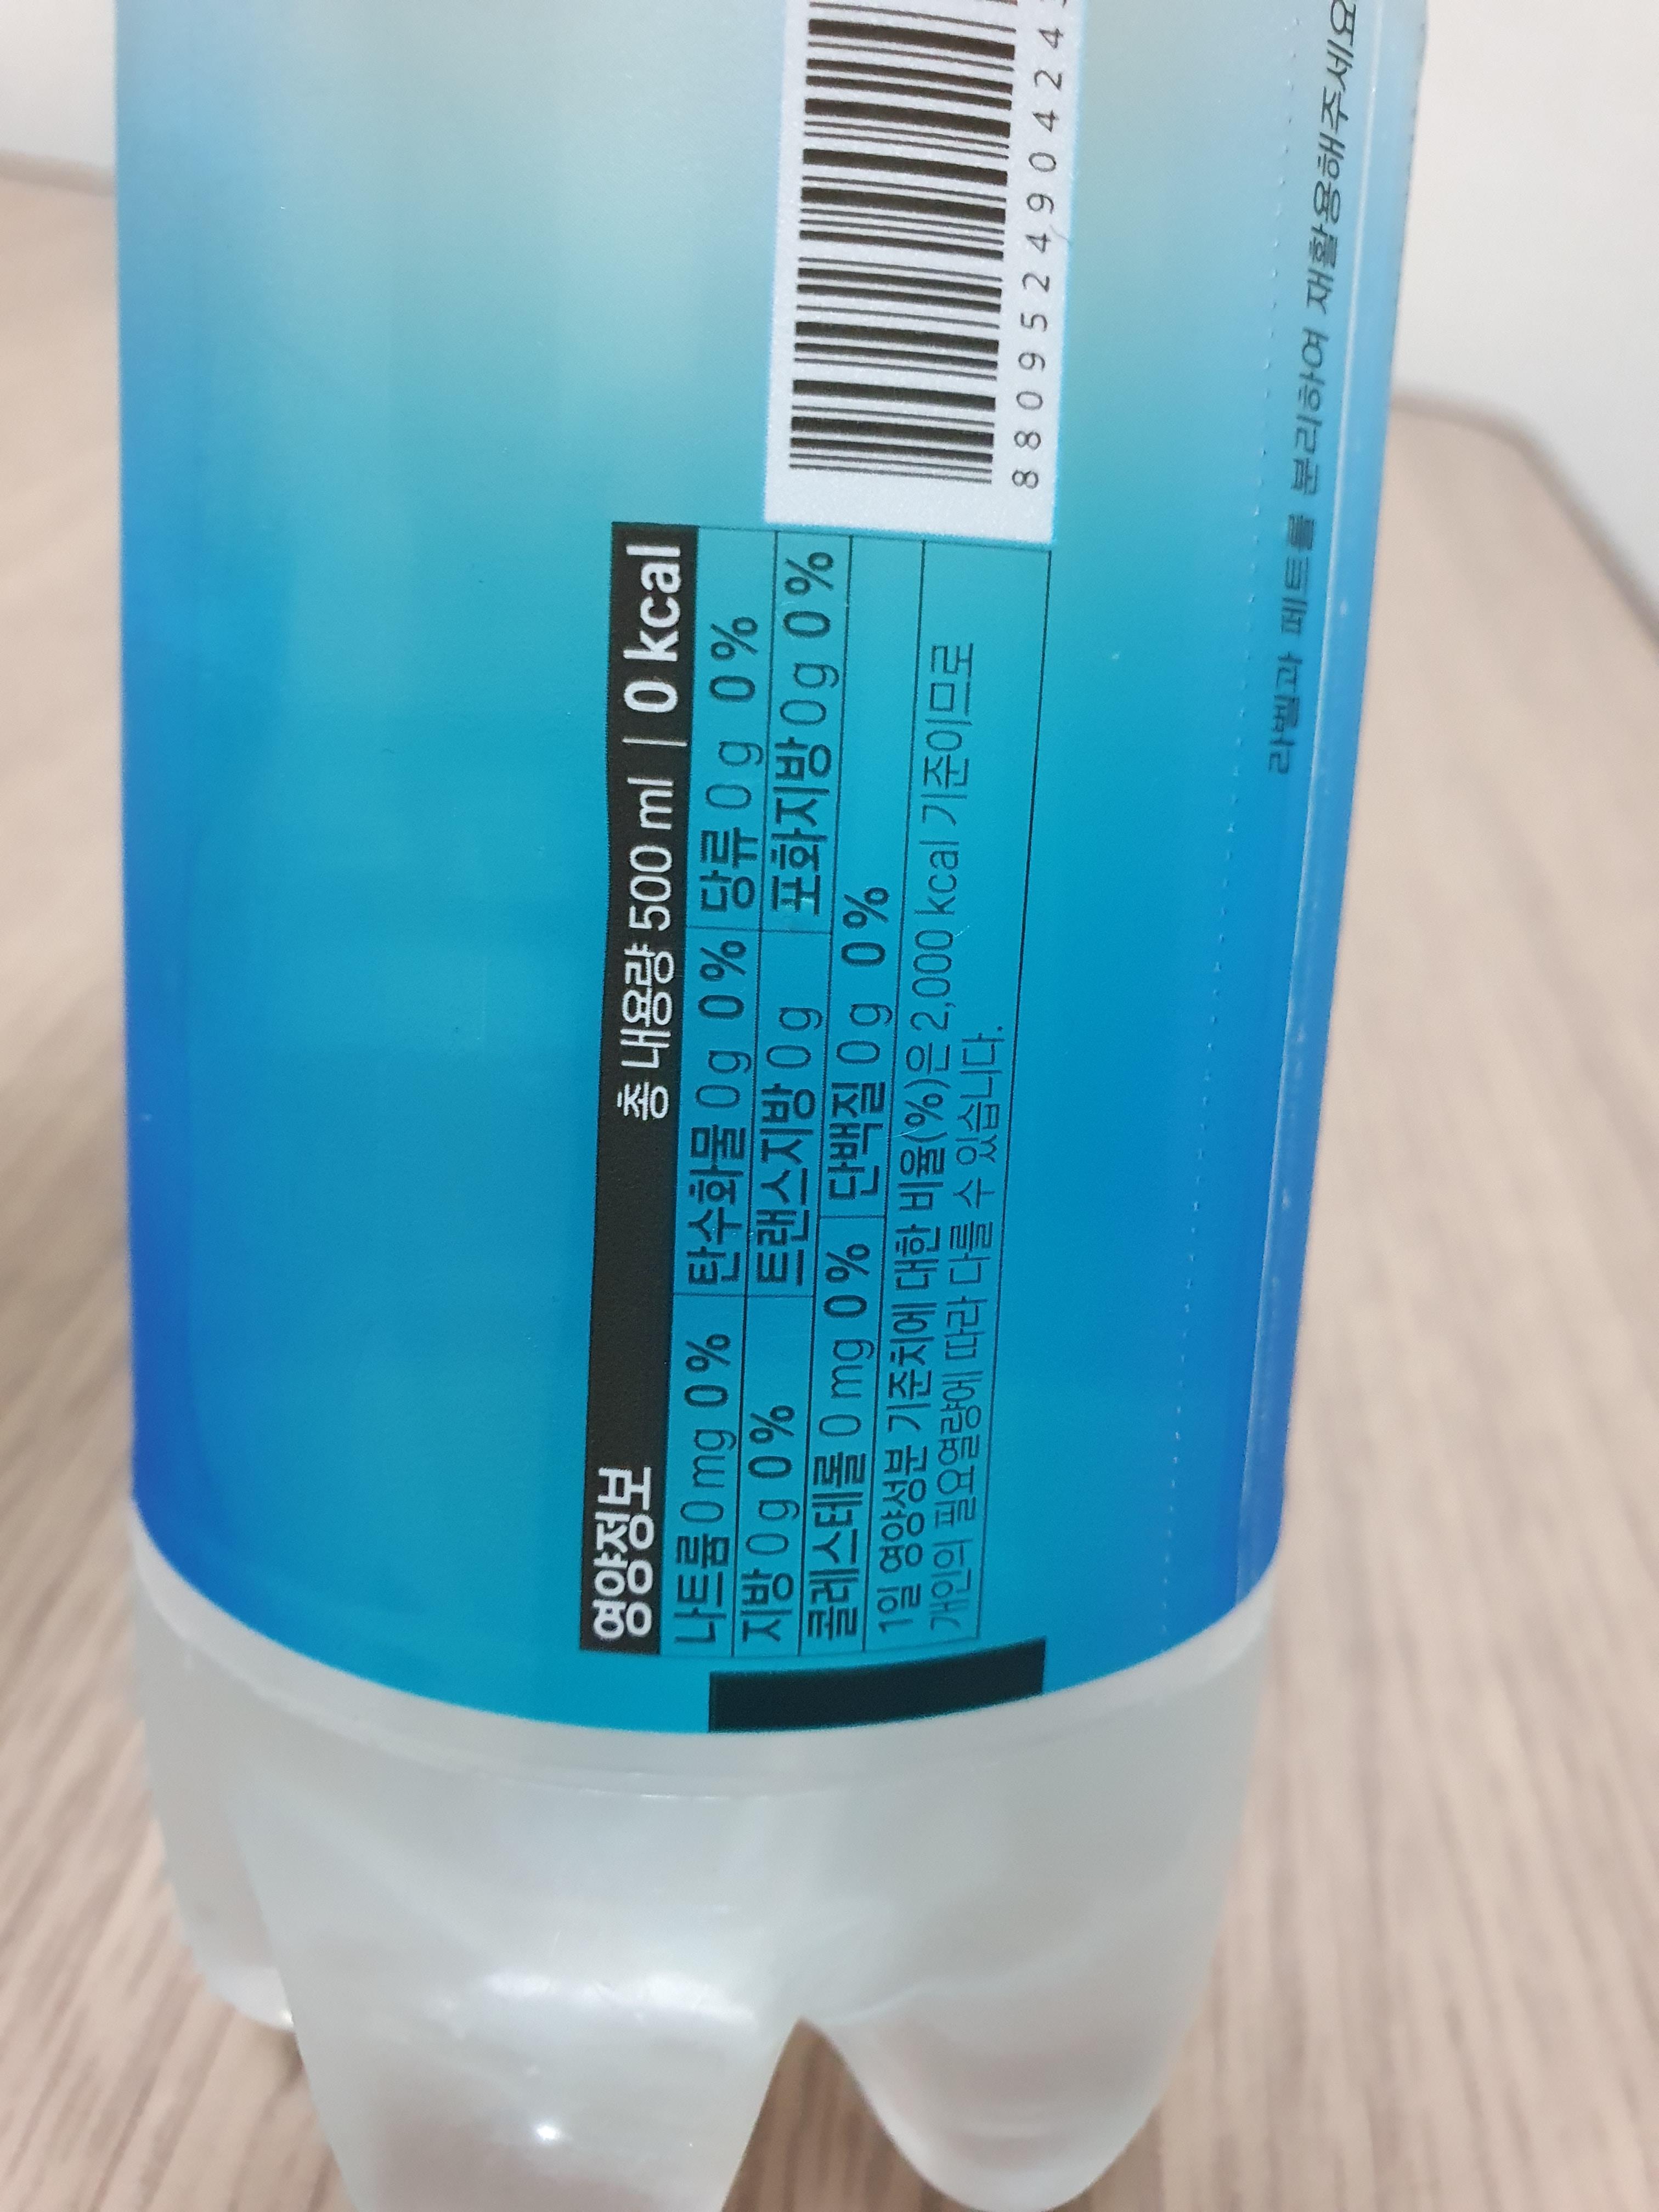 영양정보 총 내용량 500 ml | 0 kcal
나트륨 0 mg 0 % 탄수화물 0 g 0 % 당류 0 g 0 %
지방 0 g 0 % 트랜스지방 0 g 포화지방 0 g 0 %
콜레스테롤 0 mg 0 % 단백질 0 g 0 %
1일 영양성분 기준치에 대한 비율(%)은 2,000 kcal 기준이므로
개인의 필요열량에 따라 다를 수 있습니다.
880952490424
라벨과 페트를 분리하여 재활용해주세요